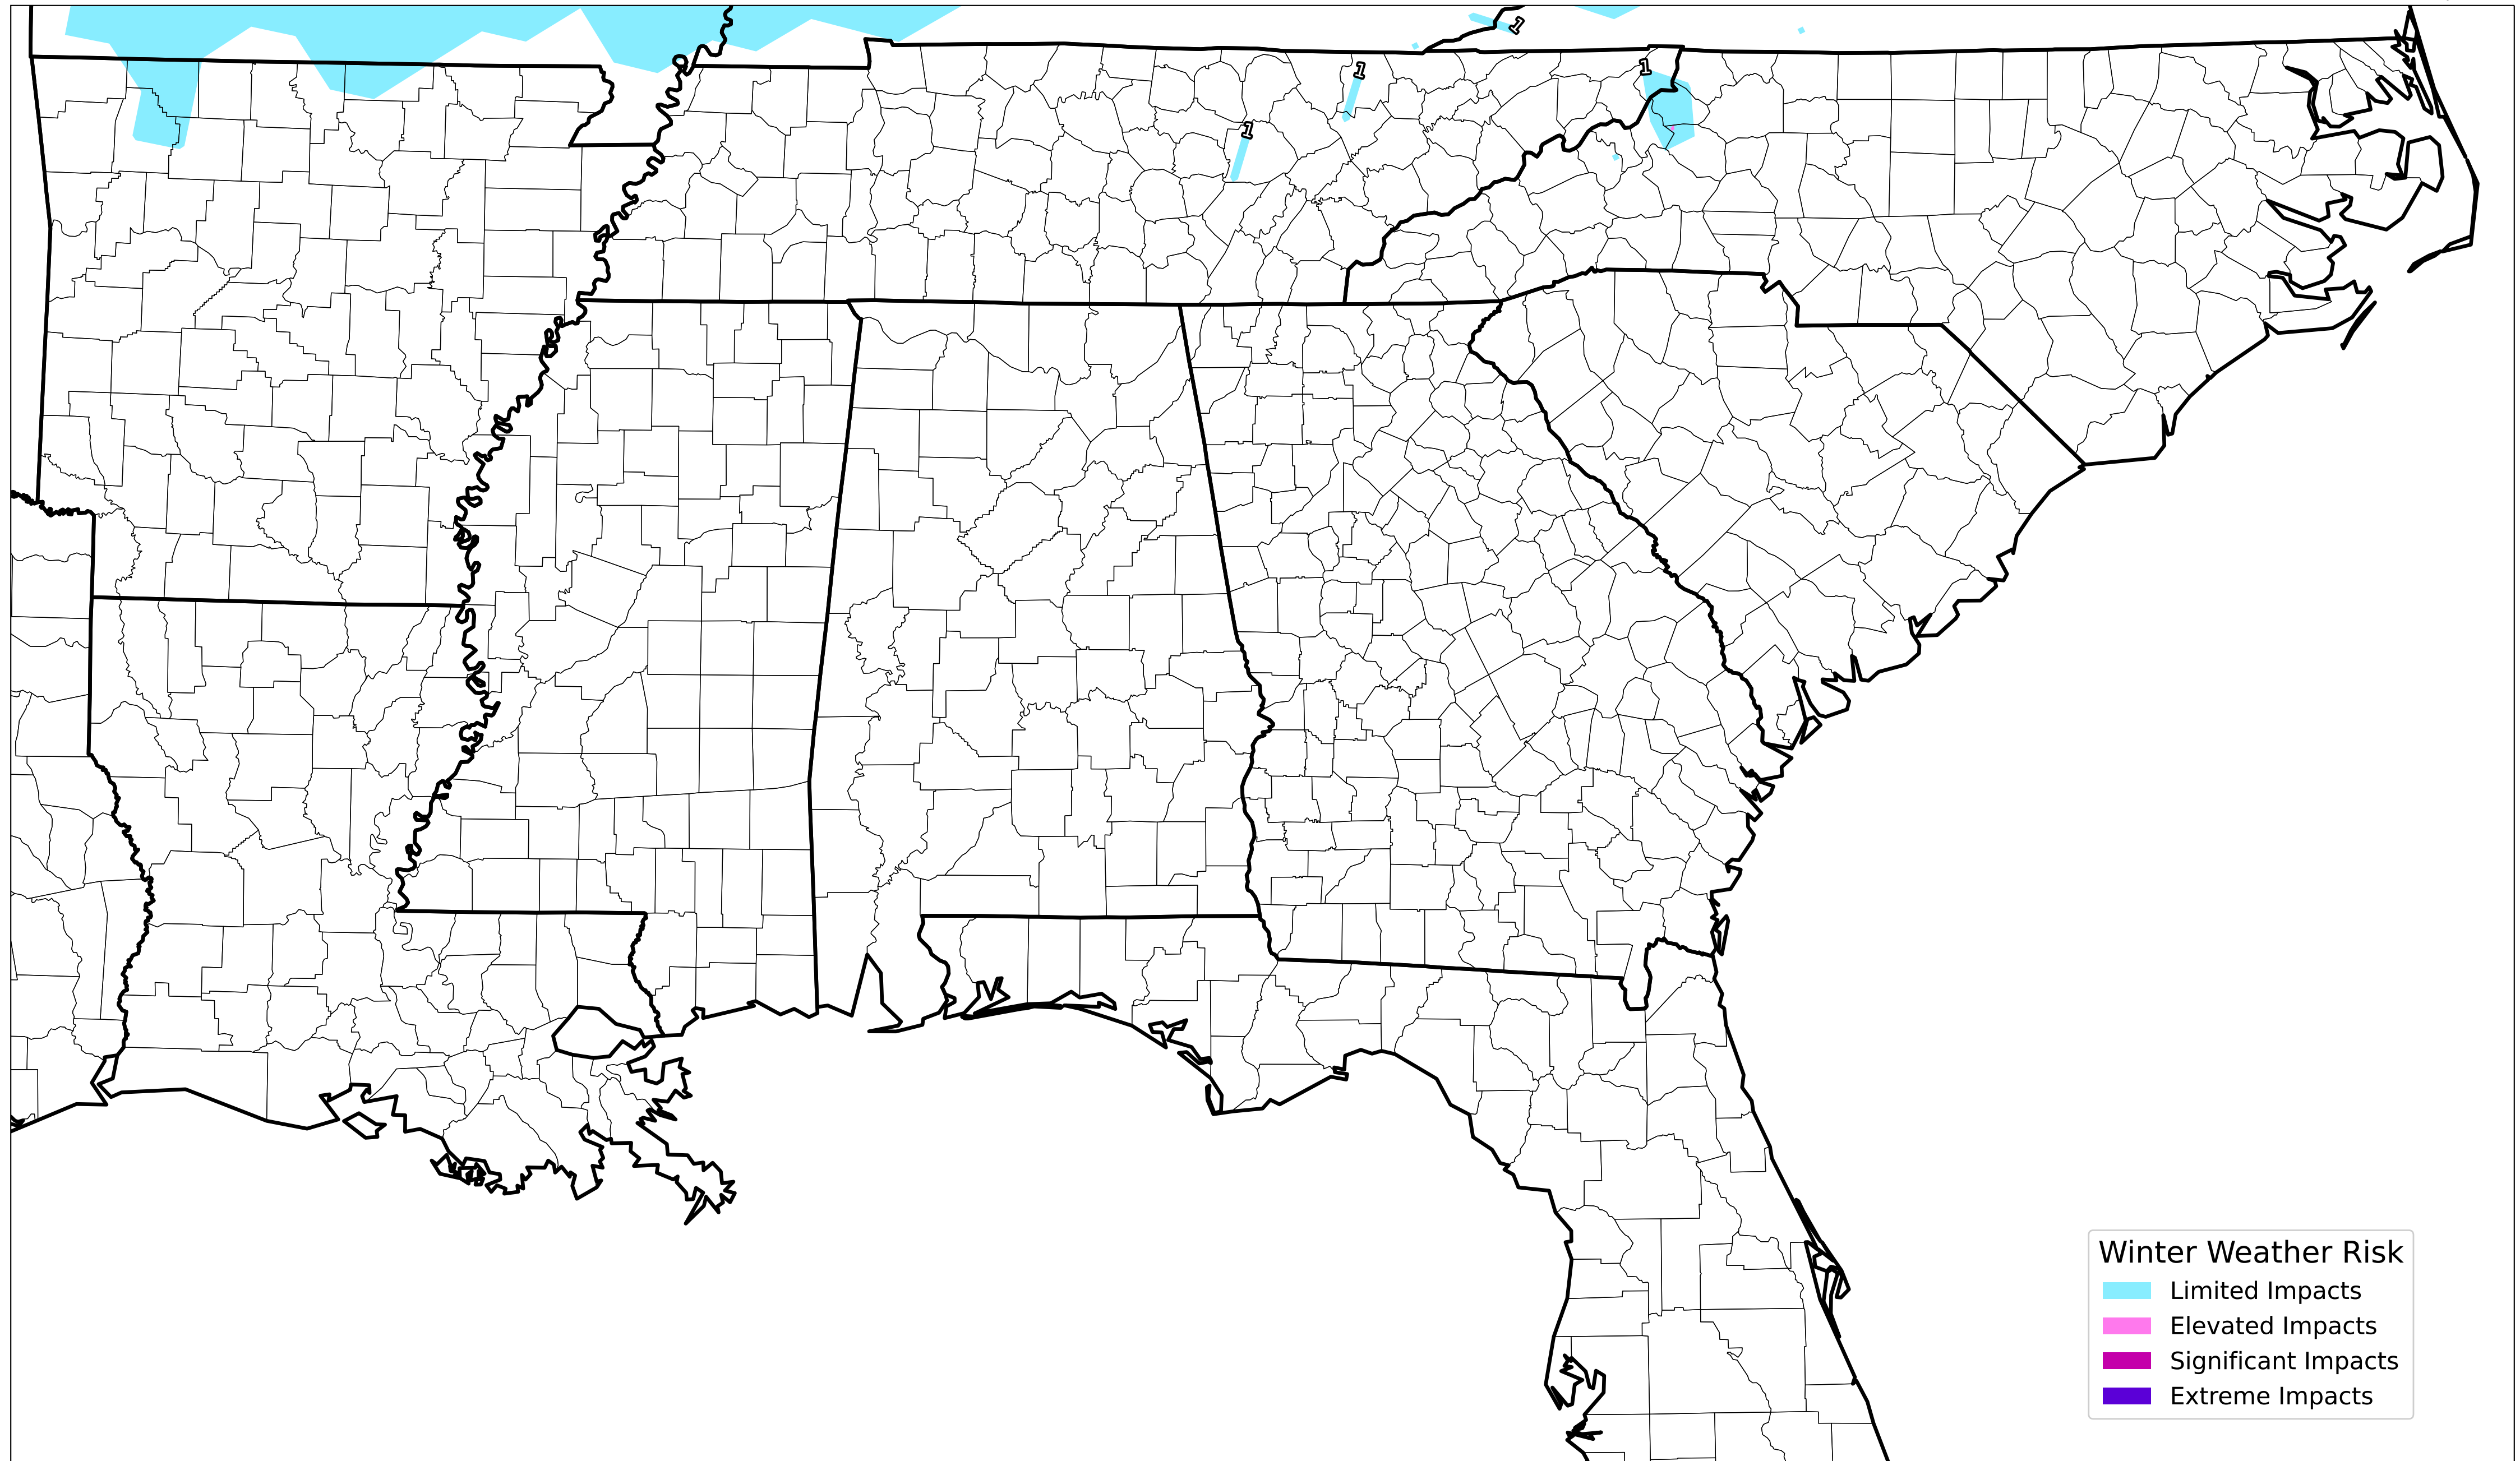 1
1
1
1
Winter Weather Risk
Limited Impacts
Elevated Impacts
Significant Impacts
Extreme Impacts